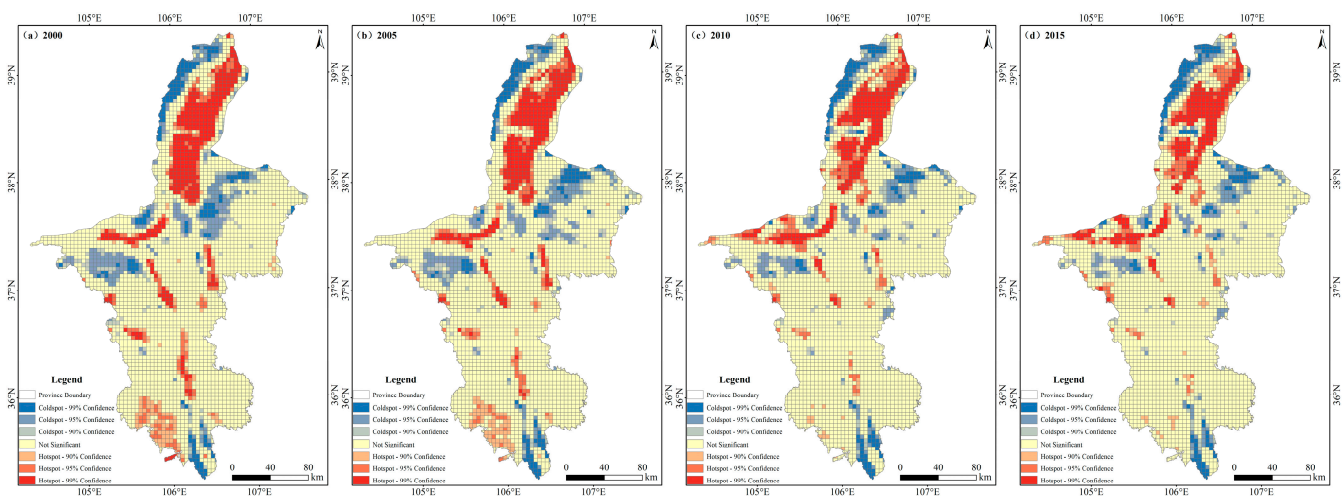 105°E 106°E 107°E
105°E 106°E 107°E
105°E 106°E 107°E
105°E 106°E 107°E
(a) 2000
N
(b) 2005
N
(c) 2010
N
(d) 2015
N
39°N
38°N
37°N
36°N
39°N
38°N
37°N
36°N
39°N
38°N
37°N
36°N
39°N
38°N
37°N
36°N
39°N
38°N
37°N
36°N
Legend
Province Boundary
Coldspot - 99% Confidence
Coldspot - 95% Confidence
Coldspot - 90% Confidence
Not Significant
Hotspot - 90% Confidence
Hotspot - 95% Confidence
Hotspot - 99% Confidence
0 40 80
km
Legend
Province Boundary
Coldspot - 99% Confidence
Coldspot - 95% Confidence
Coldspot - 90% Confidence
Not Significant
Hotspot - 90% Confidence
Hotspot - 95% Confidence
Hotspot - 99% Confidence
0 40 80
km
Legend
Province Boundary
Coldspot - 99% Confidence
Coldspot - 95% Confidence
Coldspot - 90% Confidence
Not Significant
Hotspot - 90% Confidence
Hotspot - 95% Confidence
Hotspot - 99% Confidence
0 40 80
km
Legend
Province Boundary
Coldspot - 99% Confidence
Coldspot - 95% Confidence
Coldspot - 90% Confidence
Not Significant
Hotspot - 90% Confidence
Hotspot - 95% Confidence
Hotspot - 99% Confidence
0 40 80
km
105°E 106°E 107°E
105°E 106°E 107°E
105°E 106°E 107°E
105°E 106°E 107°E